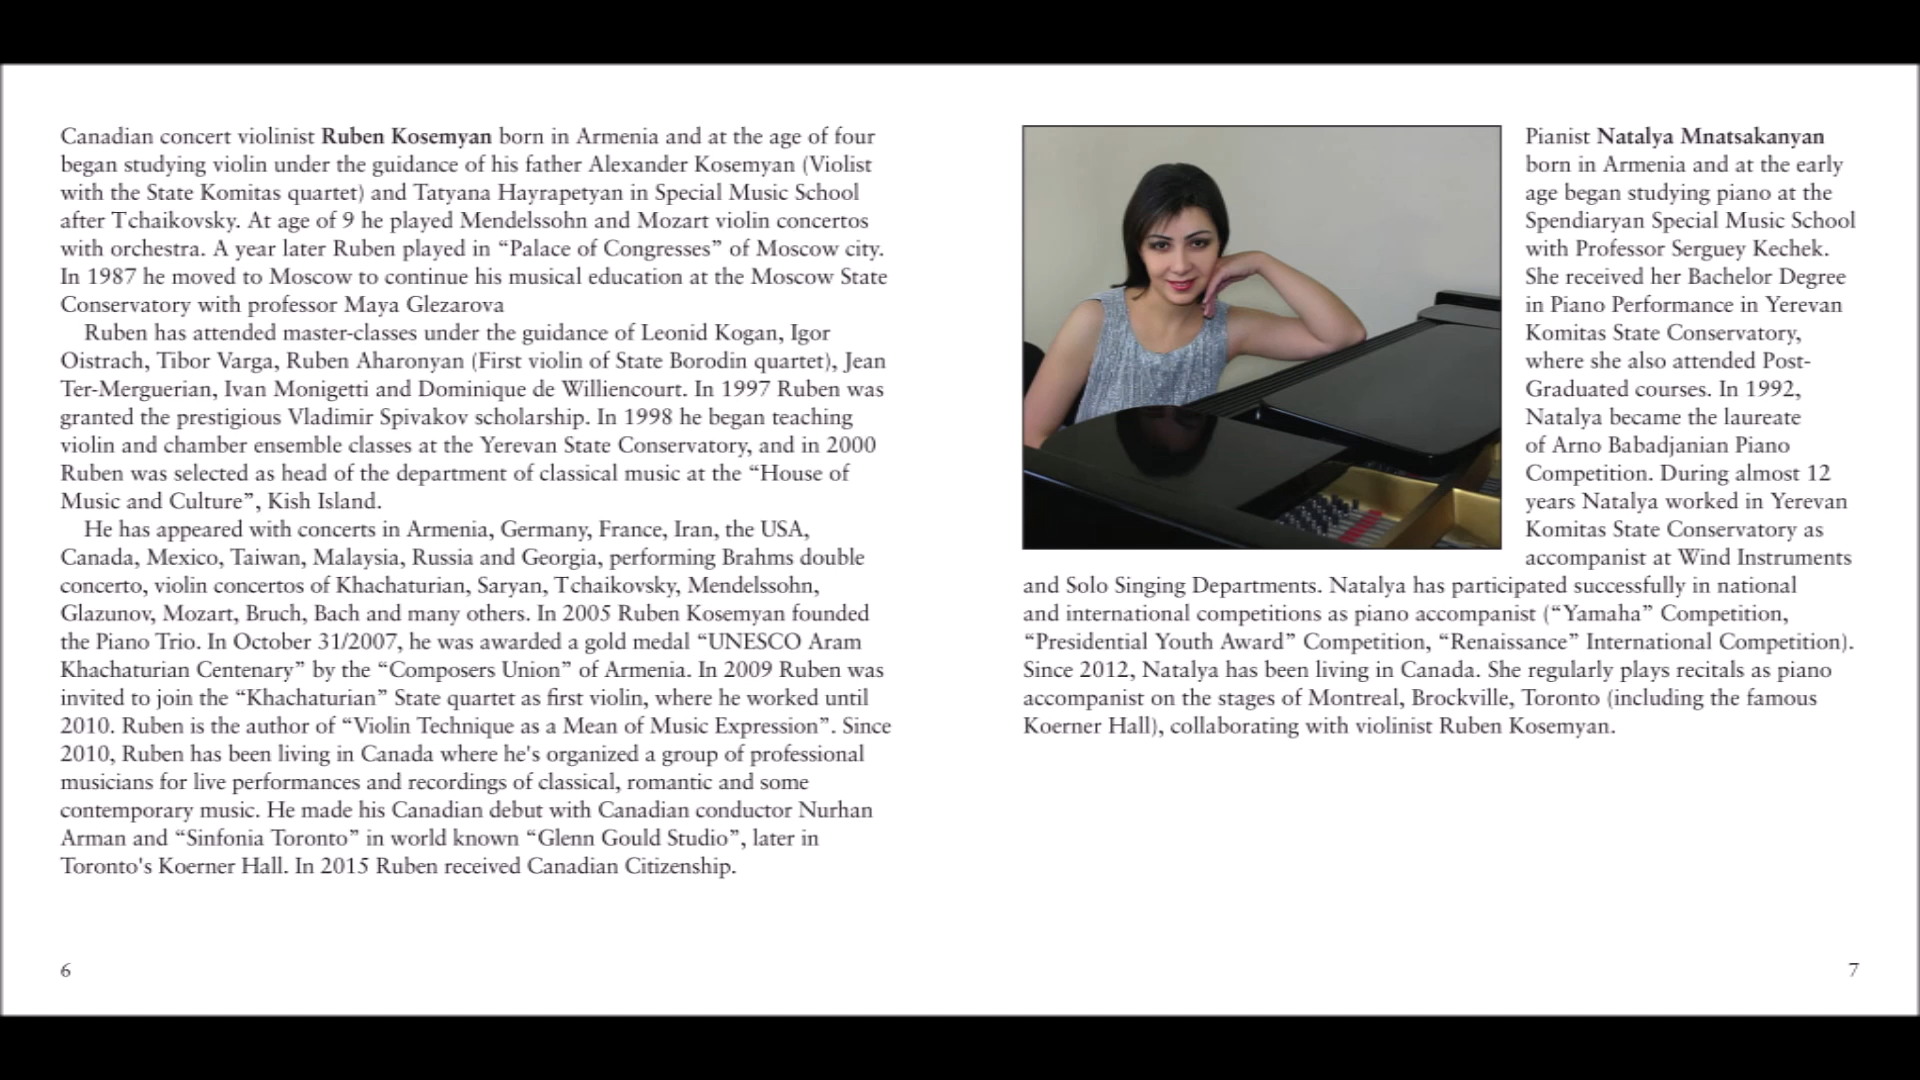 Canadian concert violinist Ruben Kosemyan born in Armenia and at the age of four
began studying violin under the guidance of his father Alexander Kosemyan (Violist
with the State Komitas quartet) and Tatyana Hayrapetyan in Special Music School
after Tchaikovsky. At age of 9 he played Mendelssohn and Mozart violin concertos
with orchestra. A year later Ruben played in “Palace of Congresses” of Moscow city.
In 1987 he moved to Moscow to continue his musical education at the Moscow State
Conservatory with professor Maya Glezarova
Ruben has attended master-classes under the guidance of Leonid Kogan, Igor
Oistrach, Tibor Varga, Ruben Aharonyan (First violin of State Borodin quartet), Jean
Ter-Merguerian, Ivan Monigetti and Dominique de Williencourt. In 1997 Ruben was
granted the prestigious Vladimir Spivakov scholarship. In 1998 he began teaching
violin and chamber ensemble classes at the Yerevan State Conservatory, and in 2000
Ruben was selected as head of the department of classical music at the “House of
Music and Culture”, Kish Island.
He has appeared with concerts in Armenia, Germany, France, Iran, the USA,
Canada, Mexico, Taiwan, Malaysia, Russia and Georgia, performing Brahms double
concerto, violin concertos of Khachaturian, Saryan, Tchaikovsky, Mendelssohn,
Glazunov, Mozart, Bruch, Bach and many others. In 2005 Ruben Kosemyan founded
the Piano Trio. In October 31/2007, he was awarded a gold medal “UNESCO Aram
Khachaturian Centenary” by the “Composers Union” of Armenia. In 2009 Ruben was
invited to join the “Khachaturian” State quartet as first violin, where he worked until
2010. Ruben is the author of “Violin Technique as a Mean of Music Expression”. Since
2010, Ruben has been living in Canada where he's organized a group of professional
musicians for live performances and recordings of classical, romantic and some
contemporary music. He made his Canadian debut with Canadian conductor Nurhan
Arman and “Sinfonia Toronto” in world known “Glenn Gould Studio”, later in
Toronto's Koerner Hall. In 2015 Ruben received Canadian Citizenship.
6
Pianist Natalya Mnatsakanyan
born in Armenia and at the early
age began studying piano at the
Spendiaryan Special Music School
with Professor Serguey Kechek.
She received her Bachelor Degree
in Piano Performance in Yerevan
Komitas State Conservatory,
where she also attended Post-
Graduated courses. In 1992,
Natalya became the laureate
of Arno Babadjanian Piano
Competition. During almost 12
years Natalya worked in Yerevan
Komitas State Conservatory as
accompanist at Wind Instruments
and Solo Singing Departments. Natalya has participated successfully in national
and international competitions as piano accompanist (“Yamaha” Competition,
“Presidential Youth Award” Competition, “Renaissance” International Competition).
Since 2012, Natalya has been living in Canada. She regularly plays recitals as piano
accompanist on the stages of Montreal, Brockville, Toronto (including the famous
Koerner Hall), collaborating with violinist Ruben Kosemyan.
7